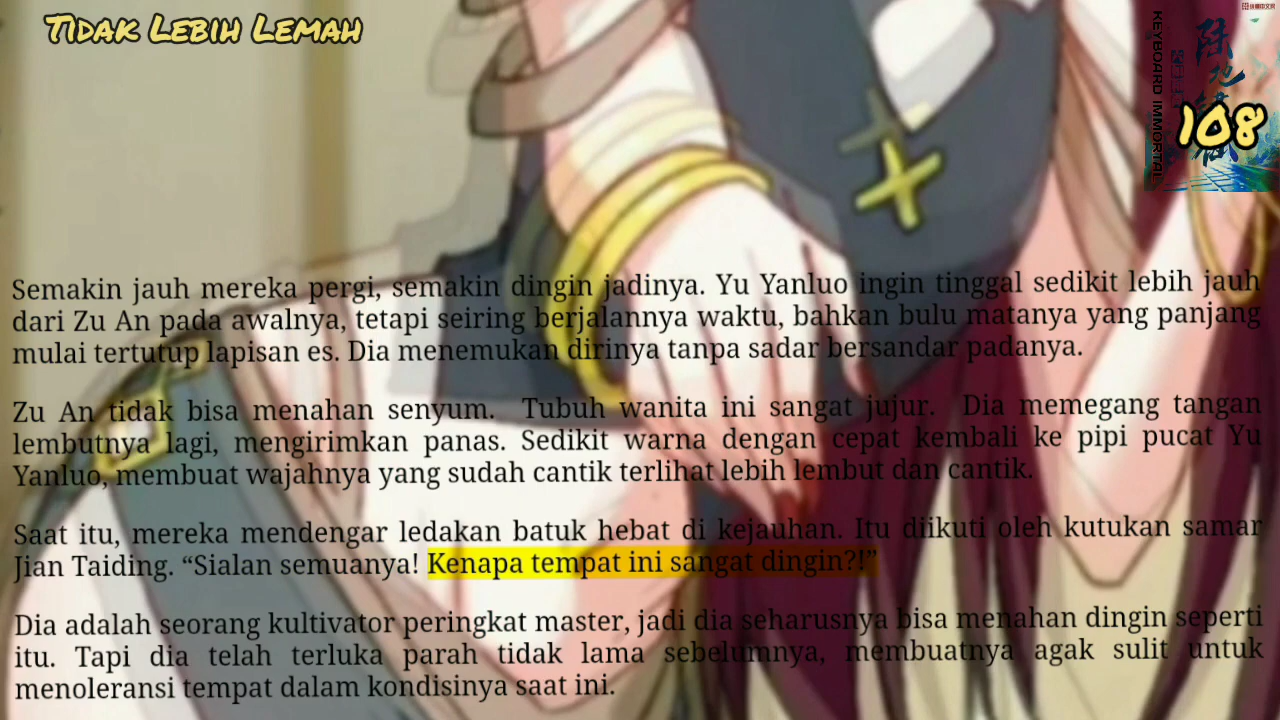 Tidak Lebih Lemah
KEYBOARD IMMORTAL
108
Semakin jauh mereka pergi, semakin dingin jadinya. Yu Yanluo ingin tinggal sedikit lebih jauh
dari Zu An pada awalnya, tetapi seiring berjalannya waktu, bahkan bulu matanya yang panjang
mulai tertutup lapisan es. Dia menemukan dirinya tanpa sadar bersandar padanya.
Zu An tidak bisa menahan senyum. Tubuh wanita ini sangat jujur. Dia memegang tangan
lembutnya lagi, mengirimkan panas. Sedikit warna dengan cepat kembali ke pipi pucat Yu
Yanluo, membuat wajahnya yang sudah cantik terlihat lebih lembut dan cantik.
Saat itu, mereka mendengar ledakan batuk hebat di kejauhan. Itu diikuti oleh kutukan samar
Jian Taiding. “Sialan semuanya! Kenapa tempat ini sangat dingin?!”
Dia adalah seorang kultivator peringkat master, jadi dia seharusnya bisa menahan dingin seperti
itu. Tapi dia telah terluka parah tidak lama sebelumnya, membuatnya agak sulit untuk
menoleransi tempat dalam kondisinya saat ini.